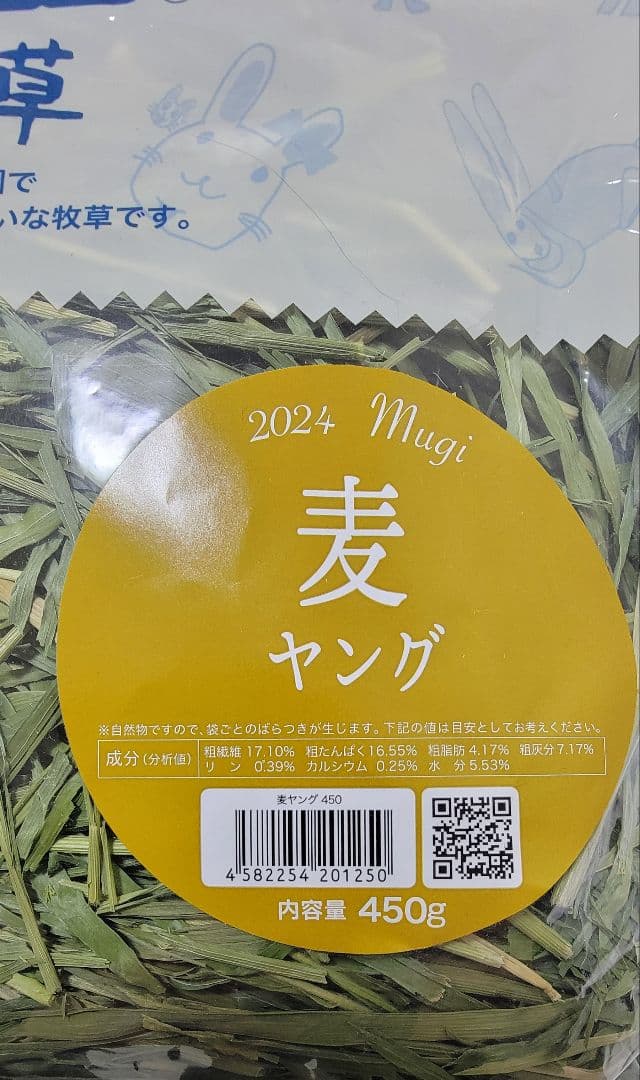 草
で
いな牧草です。
2024 Mugi
麦
ヤング
※自然物ですので、袋ごとのばらつきが生じます。下記の値は目安としてお考えください。
成分(分析値) 粗繊維 17.10% 粗たんぱく16.55% 粗脂肪 4.17% 粗灰分7.17%
リン 0.39% カルシウム 0.25% 水分 5.53%
麦ヤング 450
4 582254 201250
内容量 450g